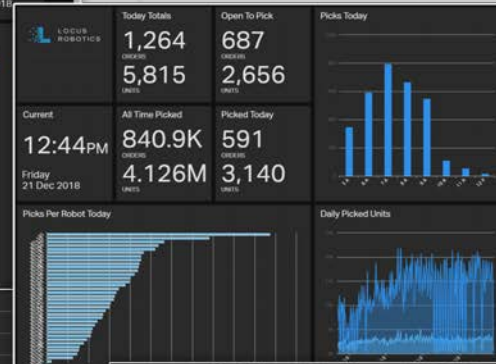 LOCUS
ROBOTICS
Today Totals
1,264
ORDERS
5,815
UNITS
Open To Pick
687
ORDERS
2,656
UNITS
Picks Today
Current
12:44PM
Friday
21 Dec 2018
All Time Picked
840.9K
ORDERS
4.126M
UNITS
Picked Today
591
ORDERS
3,140
UNITS
Picks Per Robot Today
Daily Picked Units